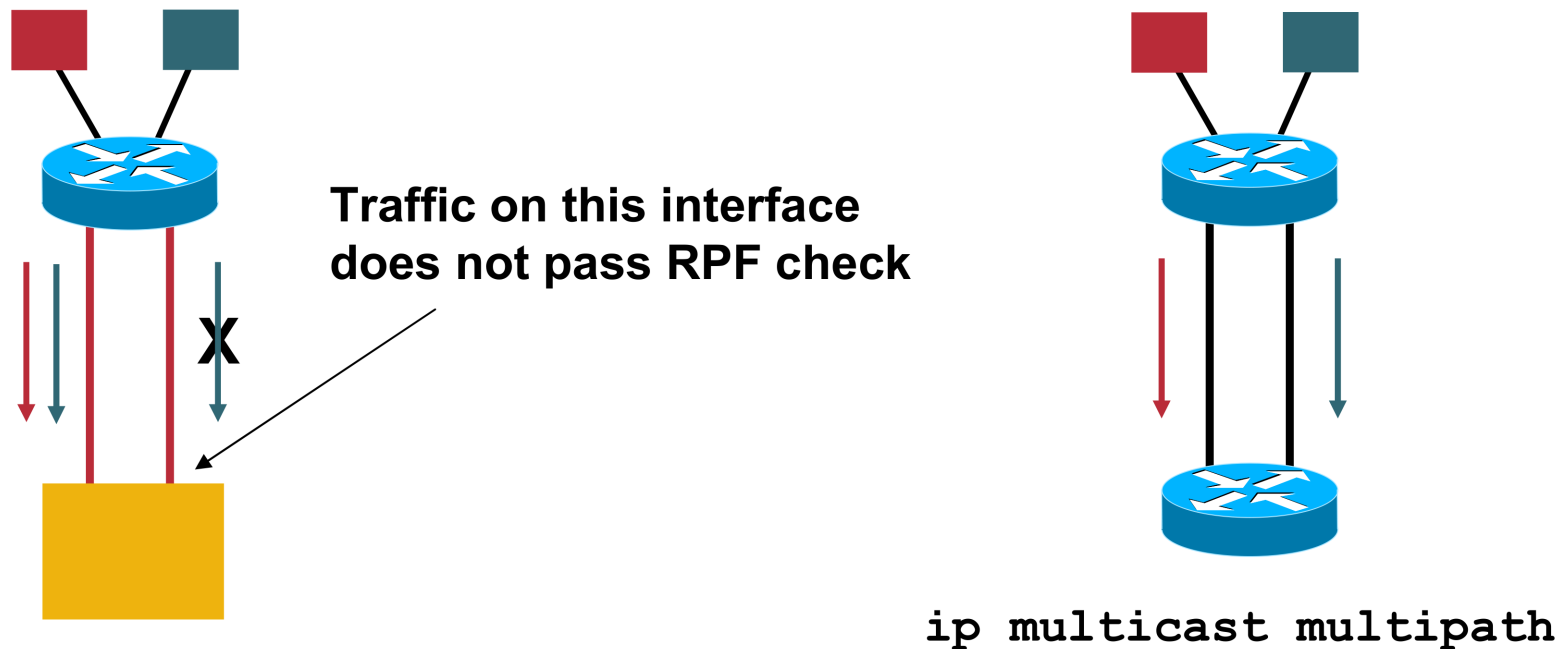 Traffic on this interface
does not pass RPF check
X
ip multicast multipath